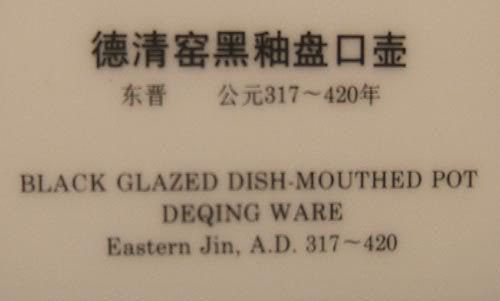 德清窑黑釉盘口壶
东晋 公元317～420年
BLACK GLAZED DISH-MOUTHED POT
DEQING WARE
Eastern Jin, A.D. 317～420